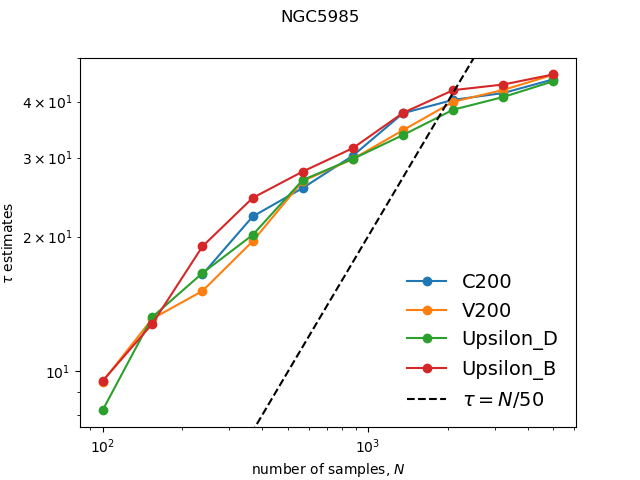 NGC5985
τ estimates
4 × 10¹
3 × 10¹
2 × 10¹
10¹
C200
V200
Upsilon_D
Upsilon_B
τ = N/50
10²
10³
number of samples, N